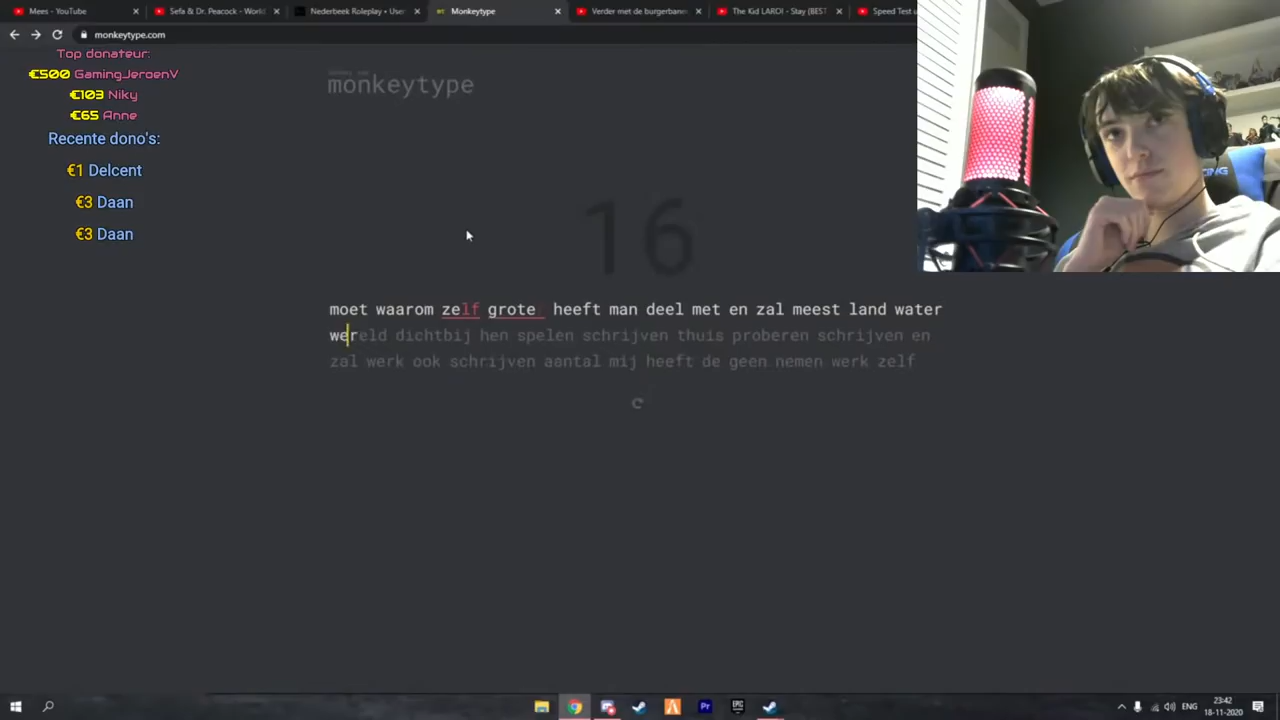 Mees - YouTube
Sefa & Dr. Peacock - World
Nederbeek Roleplay • User
Monkeytype
Verder met de burgerbann
The Kid LAROI - Stay (BEST
Speed Test
monkeytype.com
Top donateur:
€500 GamingJeroenV
€103 Niky
€65 Anne
Recente dono's:
€1 Delcent
€3 Daan
€3 Daan
monkeytype
16
moet waarom zelf grote heeft man deel met en zal meest land water
wereld dichtbij hen spelen schrijven thuis proberen schrijven en
zal werk ook schrijven aantal mij heeft de geen nemen werk zelf
Pr
EPIC
ENG
23:42
18-11-2020